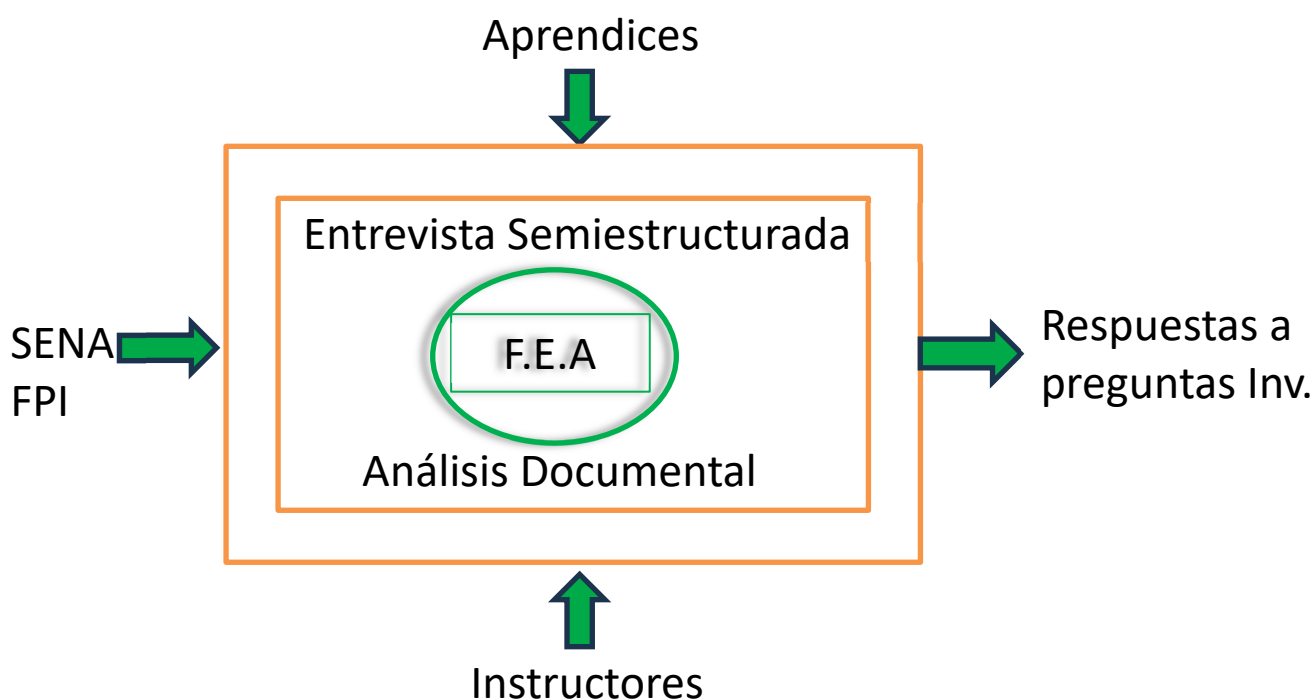 Aprendices
Entrevista Semiestructurada
SENA
FPI
F.E.A
Respuestas a
preguntas Inv.
Análisis Documental
Instructores